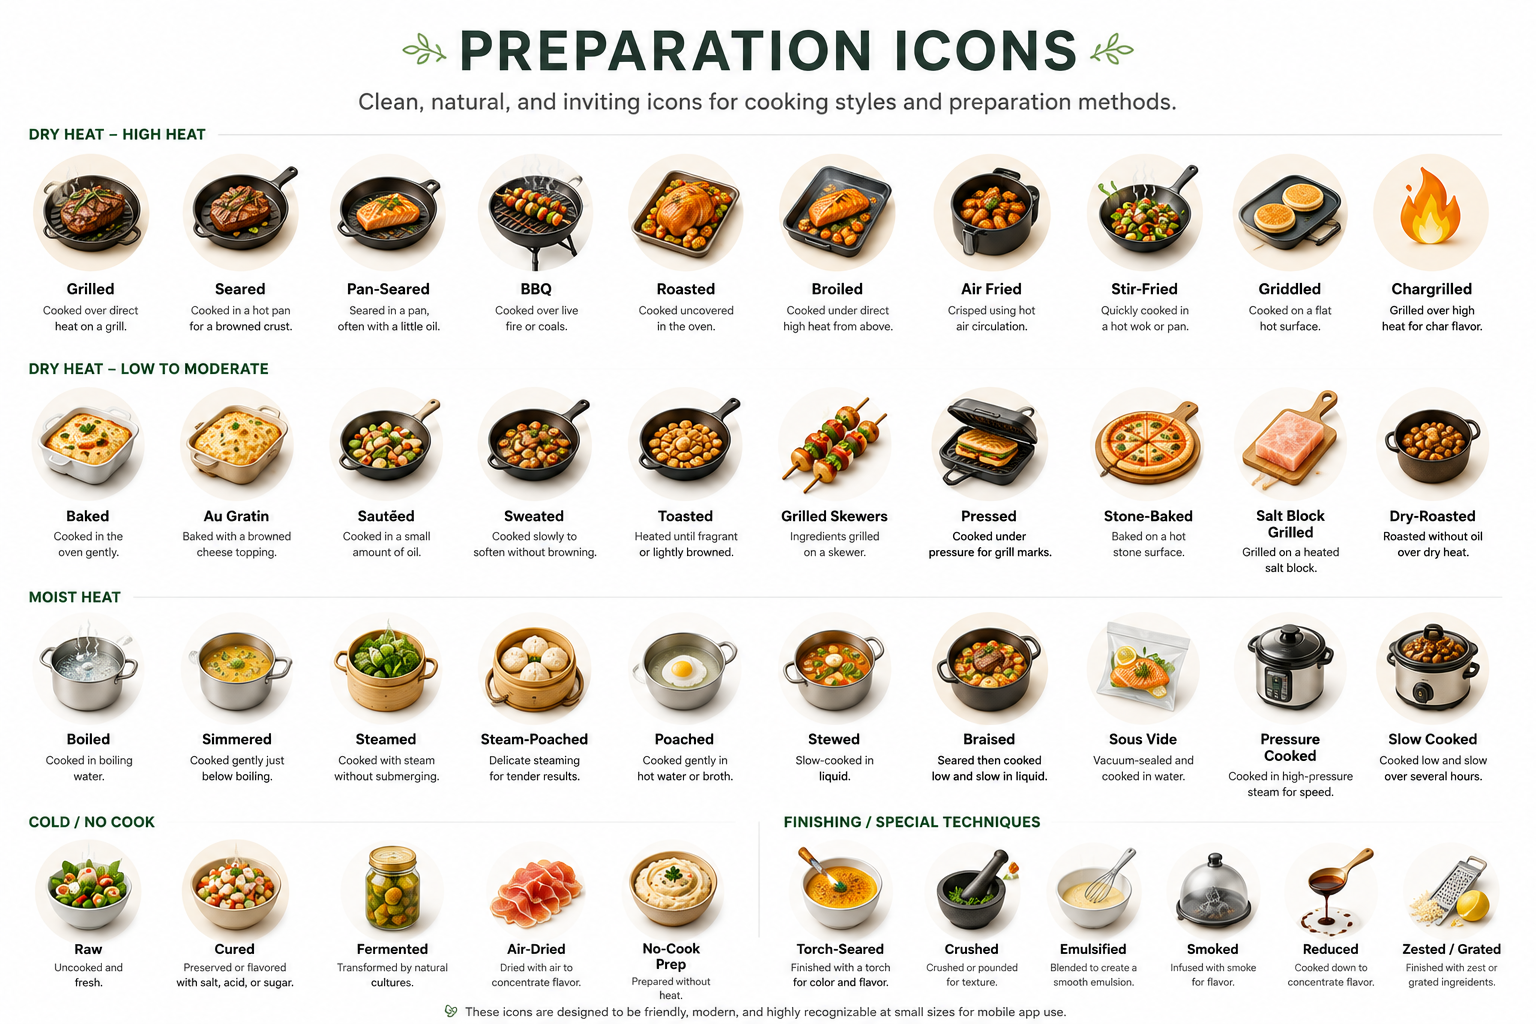 PREPARATION ICONS
Clean, natural, and inviting icons for cooking styles and preparation methods.
DRY HEAT – HIGH HEAT
Grilled
Cooked over direct
heat on a grill.
Seared
Cooked in a hot pan
for a browned crust.
Pan-Seared
Seared in a pan,
often with a little oil.
BBQ
Cooked over live
fire or coals.
Roasted
Cooked uncovered
in the oven.
Broiled
Cooked under direct
high heat from above.
Air Fried
Crisped using hot
air circulation.
Stir-Fried
Quickly cooked in
a hot wok or pan.
Griddled
Cooked on a flat
hot surface.
Chargrilled
Grilled over high
heat for char flavor.
DRY HEAT – LOW TO MODERATE
Baked
Cooked in the
oven gently.
Au Gratin
Baked with a browned
cheese topping.
Sautēed
Cooked in a small
amount of oil.
Sweated
Cooked slowly to
soften without browning.
Toasted
Heated until fragrant
or lightly browned.
Grilled Skewers
Ingredients grilled
on a skewer.
Pressed
Cooked under
pressure for grill marks.
Stone-Baked
Baked on a hot
stone surface.
Salt Block
Grilled
Grilled on a heated
salt block.
Dry-Roasted
Roasted without oil
over dry heat.
MOIST HEAT
Boiled
Cooked in boiling
water.
Simmered
Cooked gently just
below boiling.
Steamed
Cooked with steam
without submerging.
Steam-Poached
Delicate steaming
for tender results.
Poached
Cooked gently in
hot water or broth.
Stewed
Slow-cooked in
liquid.
Braised
Seared then cooked
low and slow in liquid.
Sous Vide
Vacuum-sealed and
cooked in water.
Pressure
Cooked
Cooked in high-pressure
steam for speed.
Slow Cooked
Cooked low and slow
over several hours.
COLD / NO COOK
Raw
Uncooked and
fresh.
Cured
Preserved or flavored
with salt, acid, or sugar.
Fermented
Transformed by natural
cultures.
Air-Dried
Dried with air to
concentrate flavor.
No-Cook
Prep
Prepared without
heat.
FINISHING / SPECIAL TECHNIQUES
Torch-Seared
Finished with a torch
for color and flavor.
Crushed
Crushed or pounded
for texture.
Emulsified
Blended to create a
smooth emulsion.
Smoked
Infused with smoke
for flavor.
Reduced
Cooked down to
concentrate flavor.
Zested / Grated
Finished with zest or
grated ingreidents.
These icons are designed to be friendly, modern, and highly recognizable at small sizes for mobile app use.